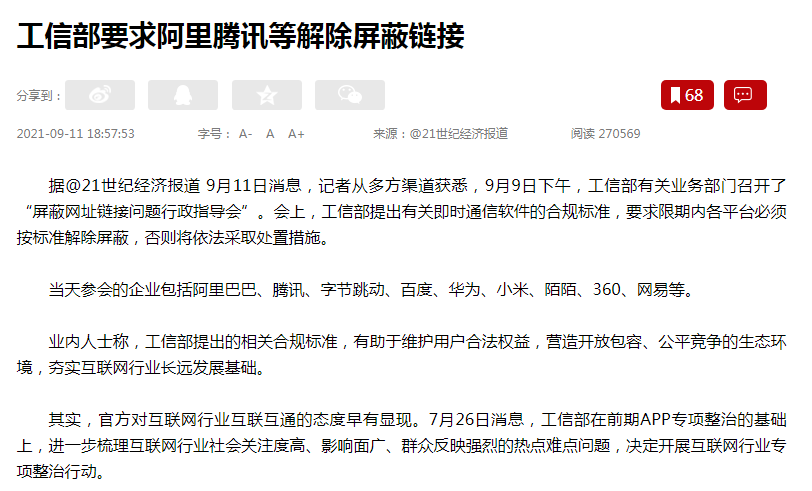 工信部要求阿里腾讯等解除屏蔽链接
分享到：
68
2021-09-11 18:57:53 字号： A- A A+ 来源：@21世纪经济报道 阅读 270569
据@21世纪经济报道 9月11日消息，记者从多方渠道获悉，9月9日下午，工信部有关业务部门召开了
“屏蔽网址链接问题行政指导会”。会上，工信部提出有关即时通信软件的合规标准，要求限期内各平台必须
按标准解除屏蔽，否则将依法采取处置措施。
当天参会的企业包括阿里巴巴、腾讯、字节跳动、百度、华为、小米、陌陌、360、网易等。
业内人士称，工信部提出的相关合规标准，有助于维护用户合法权益，营造开放包容、公平竞争的生态环
境，夯实互联网行业长远发展基础。
其实，官方对互联网行业互联互通的态度早有显现。7月26日消息，工信部在前期APP专项整治的基础
上，进一步梳理互联网行业社会关注度高、影响面广、群众反映强烈的热点难点问题，决定开展互联网行业专
项整治行动。